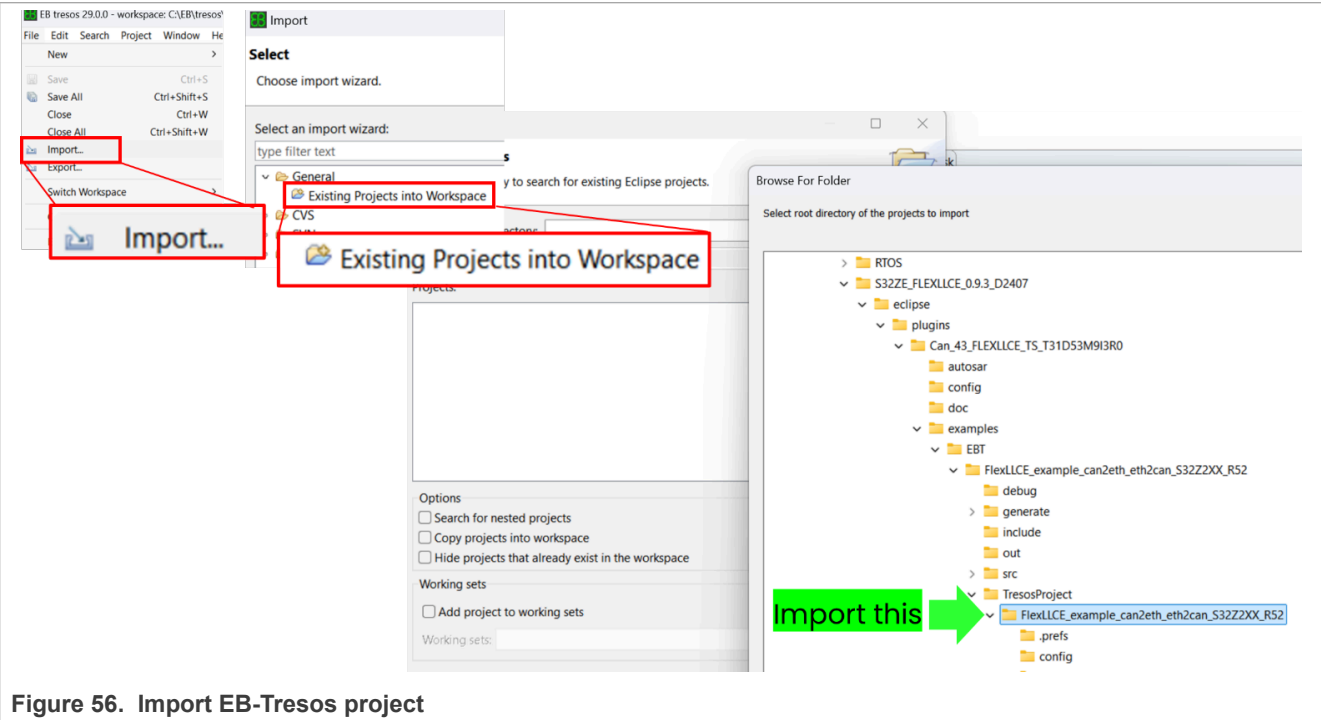 EB tresos 29.0.0 - workspace: C:\EB\tresos\
File Edit Search Project Window He
New
Save Ctrl+S
Save All Ctrl+Shift+S
Close Ctrl+W
Close All Ctrl+Shift+W
Import...
Export...
Switch Workspace
Import...
Import
Select
Choose import wizard.
Select an import wizard:
type filter text
General
Existing Projects into Workspace
CVS
Existing Projects into Workspace
y to search for existing Eclipse projects.
Projects:
Options
Search for nested projects
Copy projects into workspace
Hide projects that already exist in the workspace
Working sets
Add project to working sets
Working sets:
Browse For Folder
Select root directory of the projects to import
RTOS
S32ZE_FLEXLLCE_0.9.3_D2407
eclipse
plugins
Can_43_FLEXLLCE_TS_T31D53M9I3R0
autosar
config
doc
examples
EBT
FlexLLCE_example_can2eth_eth2can_S32Z2XX_R52
debug
generate
include
out
src
TresosProject
Import this
FlexLLCE_example_can2eth_eth2can_S32Z2XX_R52
.prefs
config
Figure 56. Import EB-Tresos project